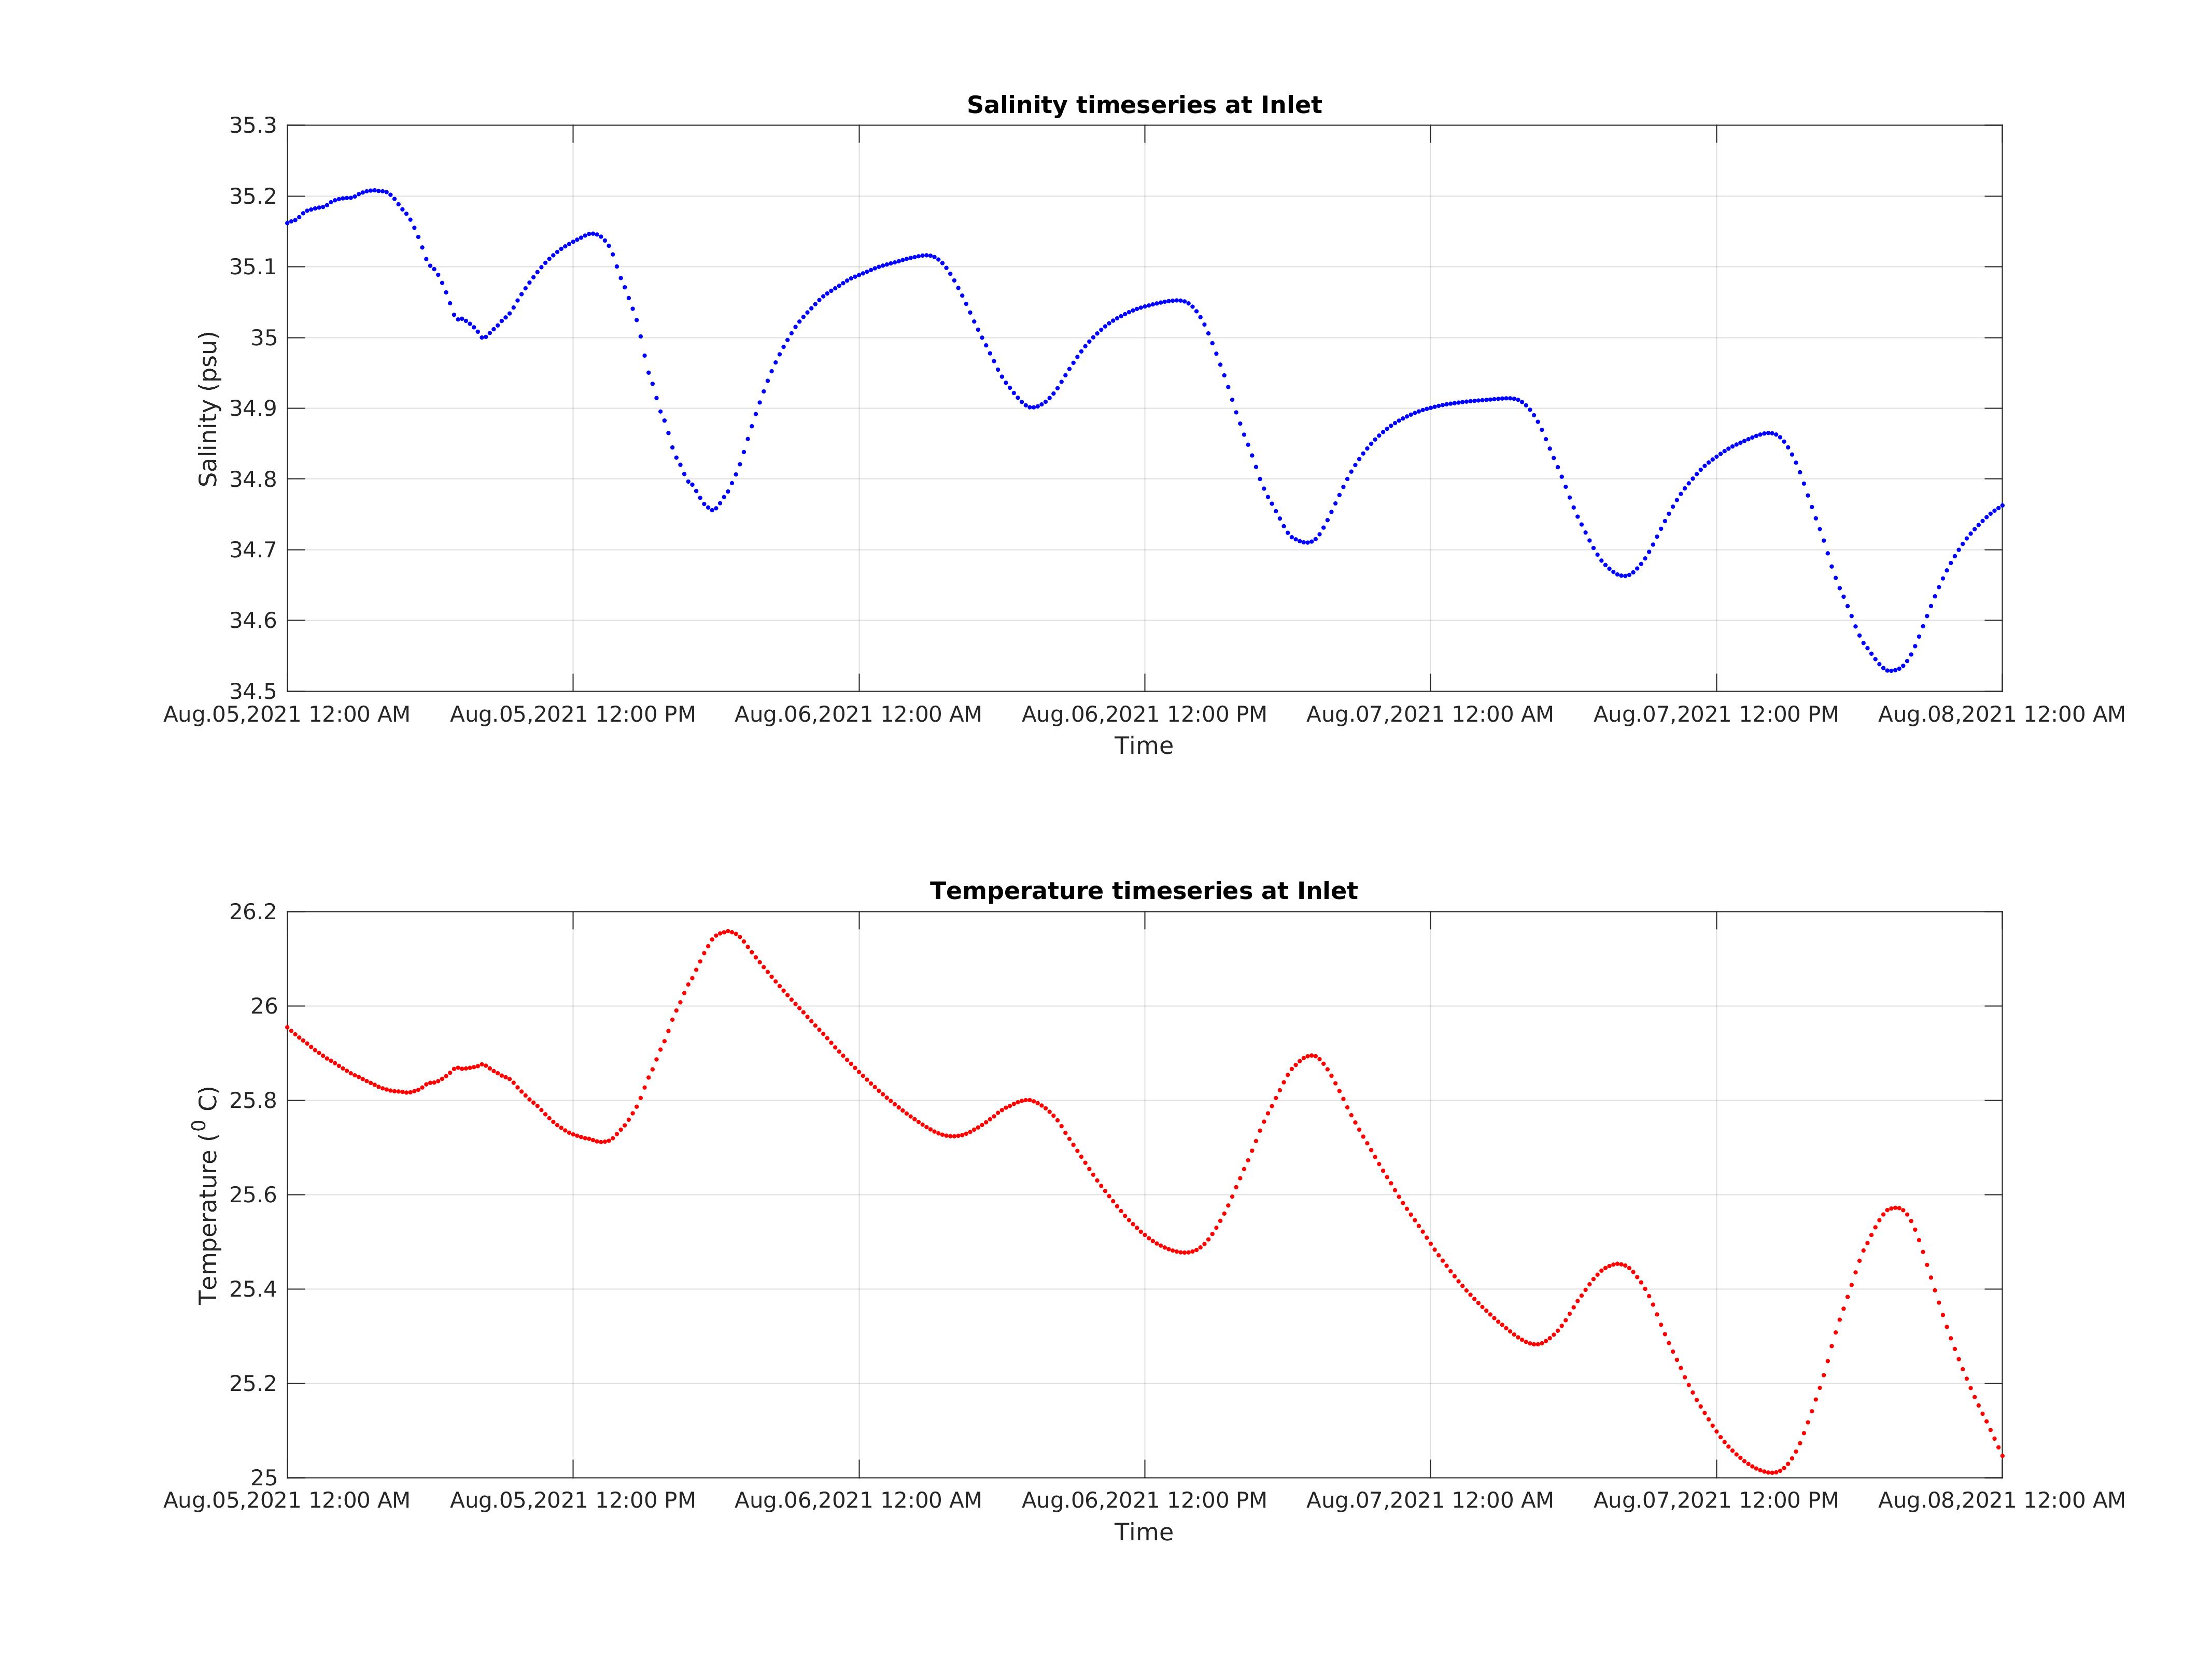 Salinity timeseries at Inlet
35.3
35.2
35.1
35
34.9
34.8
34.7
34.6
34.5
Salinity (psu)
Aug.05,2021 12:00 AM Aug.05,2021 12:00 PM Aug.06,2021 12:00 AM Aug.06,2021 12:00 PM Aug.07,2021 12:00 AM Aug.07,2021 12:00 PM Aug.08,2021 12:00 AM
Time
Temperature timeseries at Inlet
26.2
26
25.8
25.6
25.4
25.2
25
Temperature (⁰ C)
Aug.05,2021 12:00 AM Aug.05,2021 12:00 PM Aug.06,2021 12:00 AM Aug.06,2021 12:00 PM Aug.07,2021 12:00 AM Aug.07,2021 12:00 PM Aug.08,2021 12:00 AM
Time